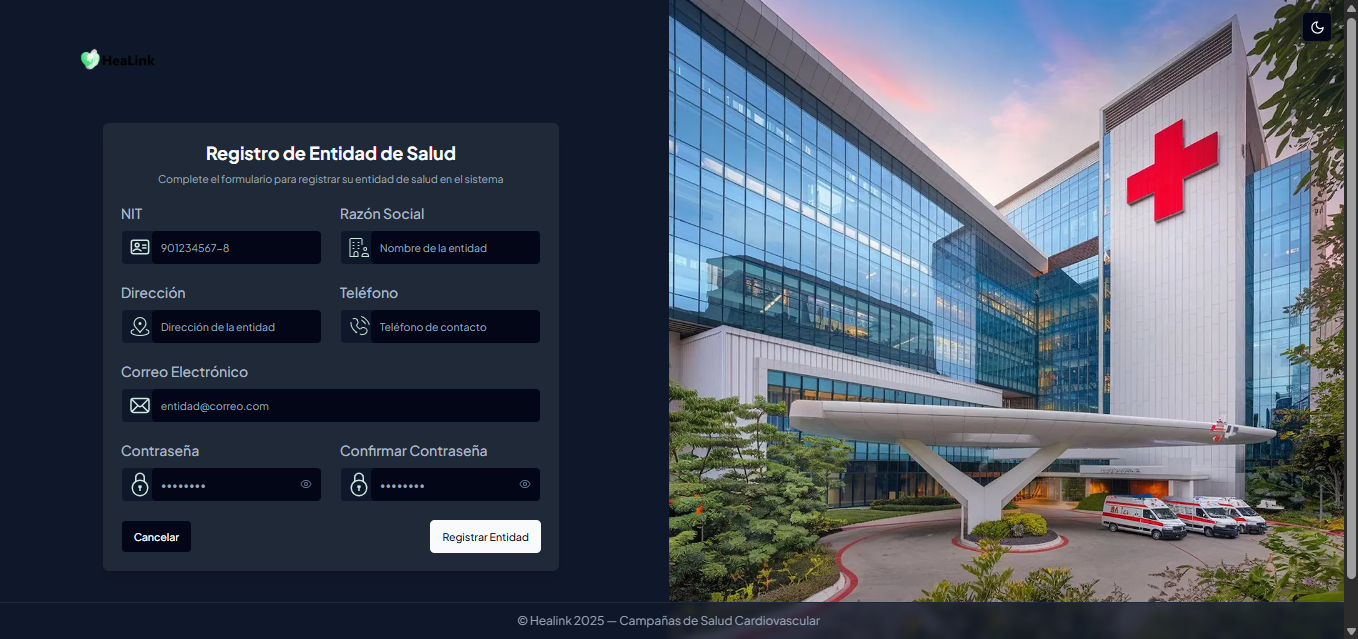 HeaLink
Registro de Entidad de Salud
Complete el formulario para registrar su entidad de salud en el sistema
NIT
Razón Social
901234567-8
Nombre de la entidad
Dirección
Teléfono
Dirección de la entidad
Teléfono de contacto
Correo Electrónico
entidad@correo.com
Contraseña
Confirmar Contraseña
••••••••
••••••••
Cancelar
Registrar Entidad
© Healink 2025 — Campañas de Salud Cardiovascular